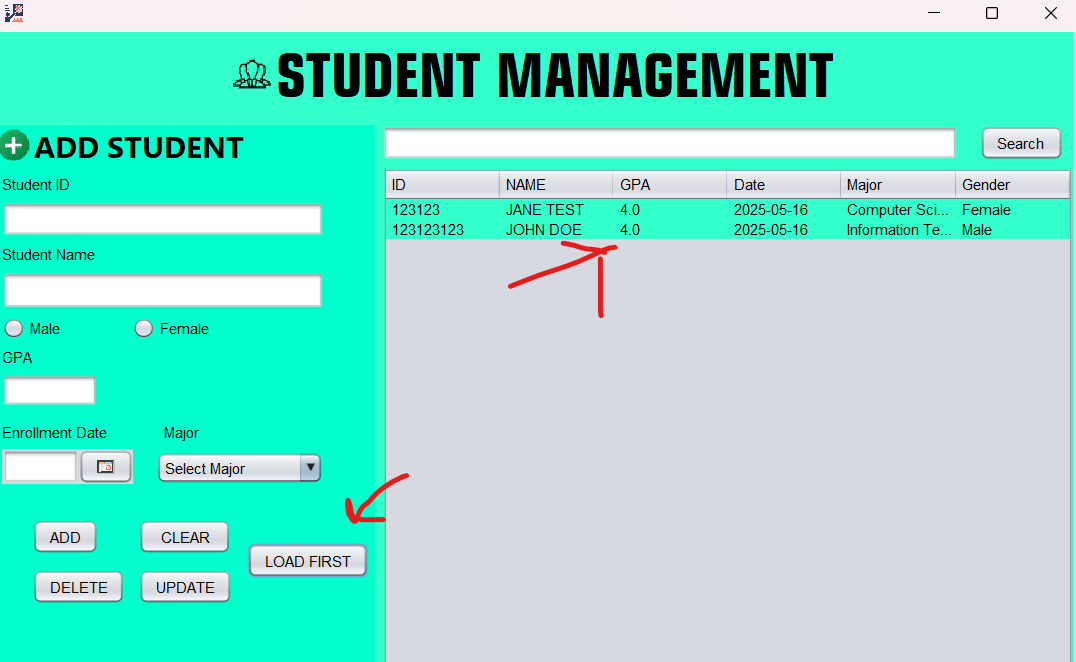 STUDENT MANAGEMENT
ADD STUDENT
Search
Student ID
ID NAME GPA Date Major Gender
123123 JANE TEST 4.0 2025-05-16 Computer Sci... Female
123123123 JOHN DOE 4.0 2025-05-16 Information Te... Male
Student Name
Male Female
GPA
Enrollment Date Major
Select Major
ADD CLEAR
LOAD FIRST
DELETE UPDATE